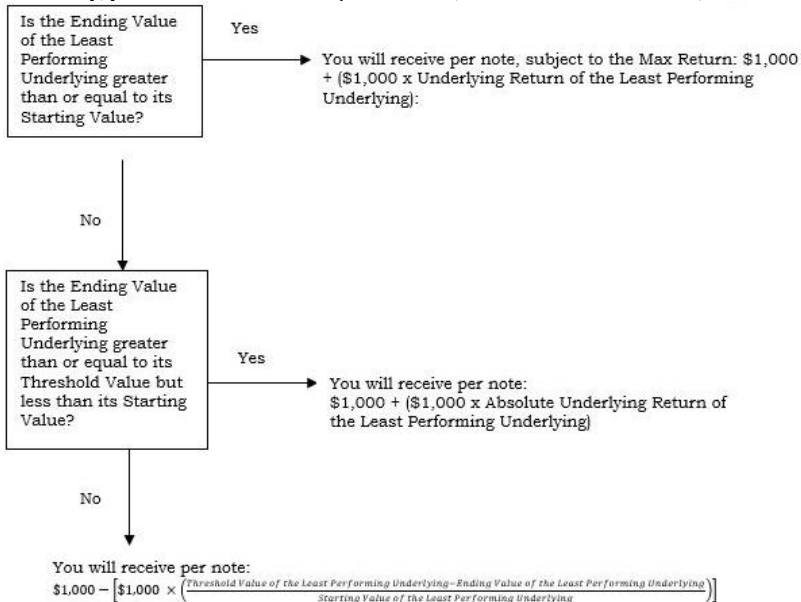 Is the Ending Value
of the Least
Performing
Underlying greater
than or equal to its
Starting Value?
Yes
You will receive per note, subject to the Max Return: $1,000
+ ($1,000 x Underlying Return of the Least Performing
Underlying):
No
Is the Ending Value
of the Least
Performing
Underlying greater
than or equal to its
Threshold Value but
less than its Starting
Value?
Yes
You will receive per note:
$1,000 + ($1,000 x Absolute Underlying Return of
the Least Performing Underlying)
No
You will receive per note:
$1,000 − [$1,000 × (Threshold Value of the Least Performing Underlying−Ending Value of the Least Performing Underlying
Starting Value of the Least Performing Underlying)]